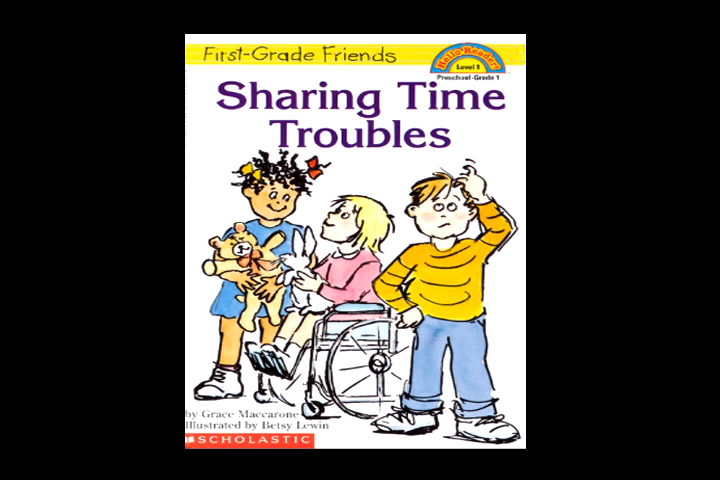 First-Grade Friends
Hello Reader!
Level 1
Preschool-Grade 1
Sharing Time
Troubles
by Grace Maccarone
Illustrated by Betsy Lewin
SCHOLASTIC